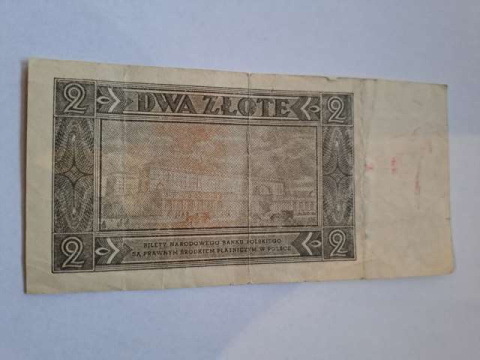 2 DWA ZŁOTE 2
BILETY NARODOWEGO BANKU POLSKIEGO
SĄ PRAWNYM ŚRODKIEM PŁATNICZYM W POLSCE
2 2